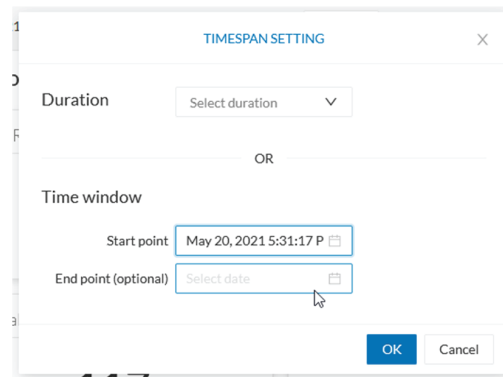 TIMESPAN SETTING
Duration
Select duration
OR
Time window
Start point May 20, 2021 5:31:17 P
End point (optional) Select date
OK Cancel